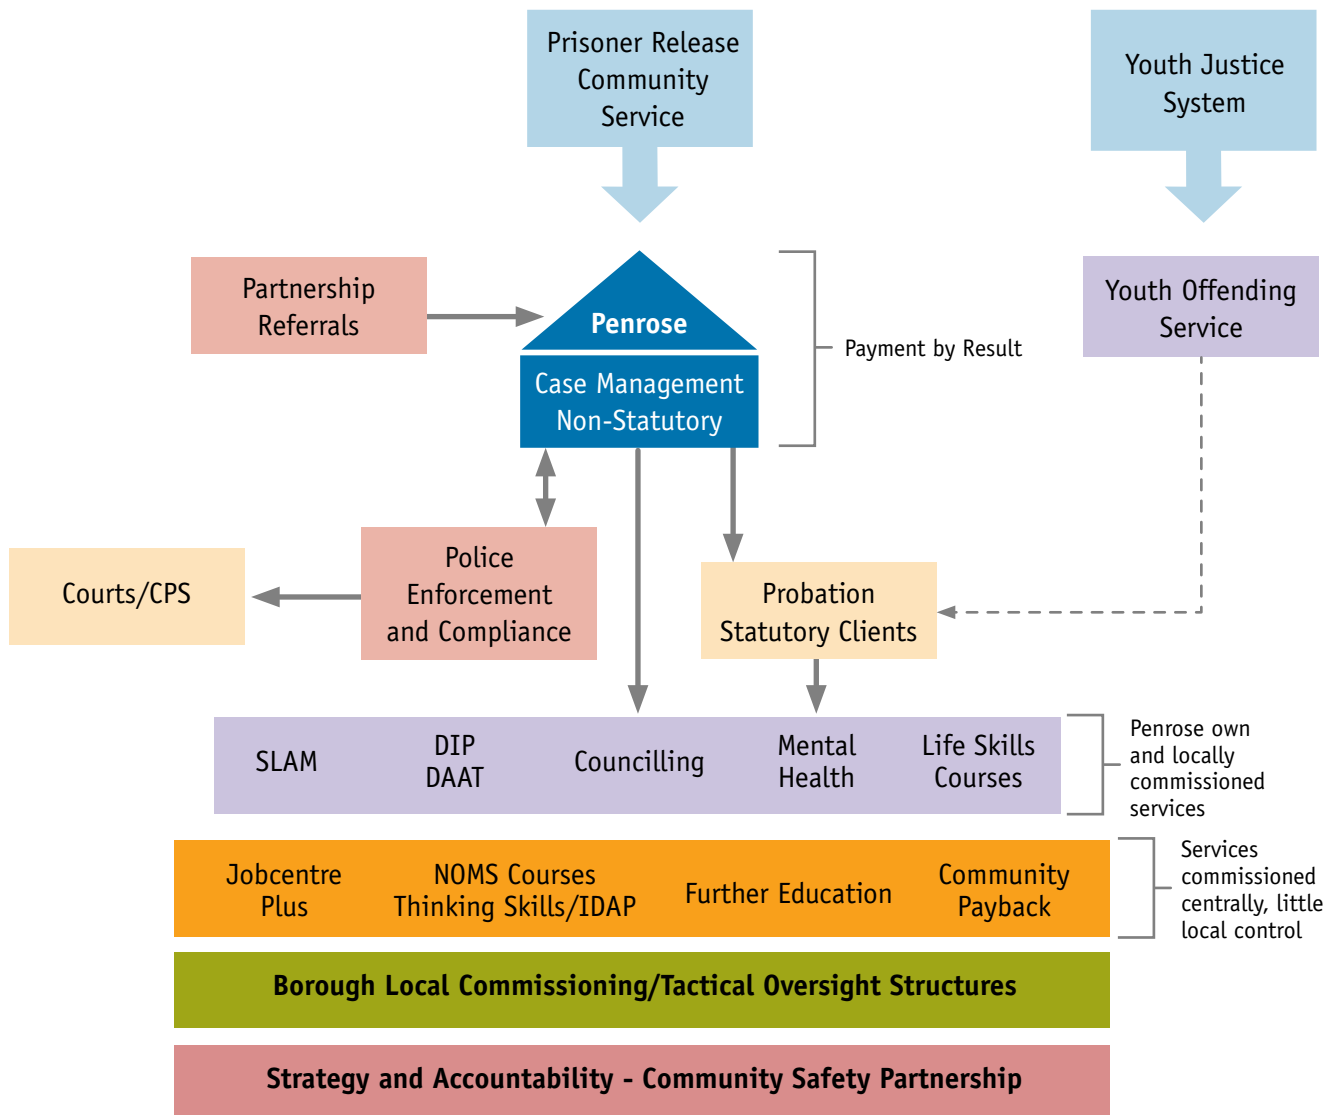 Prisoner Release
Community
Service
Youth Justice
System
Partnership
Referrals
Penrose
Case Management
Non-Statutory
Payment by Result
Youth Offending
Service
Courts/CPS
Police
Enforcement
and Compliance
Probation
Statutory Clients
SLAM
DIP
DAAT
Councilling
Mental
Health
Life Skills
Courses
Penrose own
and locally
commissioned
services
Jobcentre
Plus
NOMS Courses
Thinking Skills/IDAP
Further Education
Community
Payback
Services
commissioned
centrally, little
local control
Borough Local Commissioning/Tactical Oversight Structures
Strategy and Accountability - Community Safety Partnership